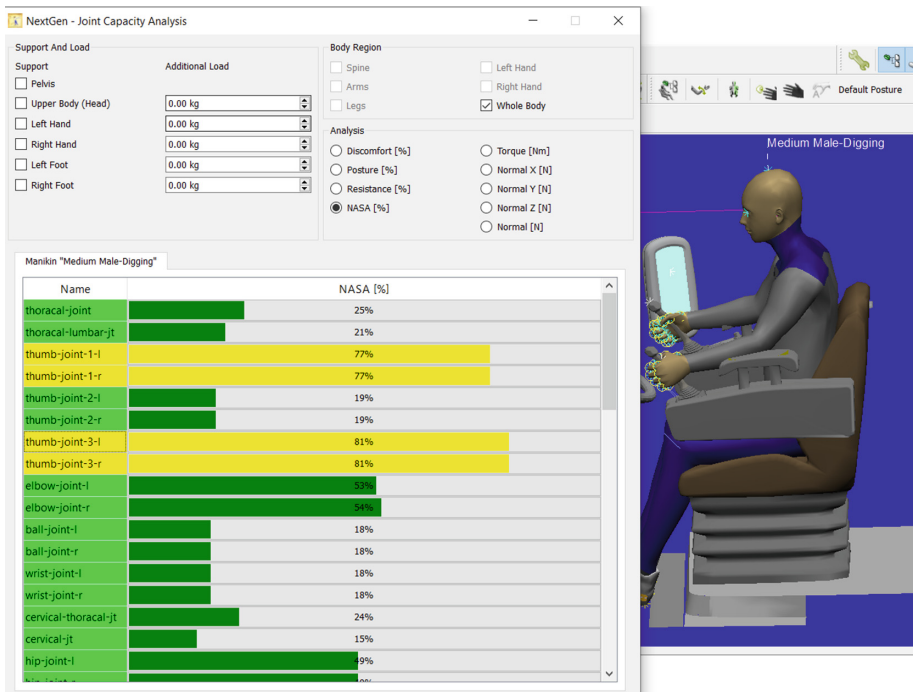 NextGen - Joint Capacity Analysis
Support And Load
Support Additional Load
Pelvis
Upper Body (Head) 0.00 kg
Left Hand 0.00 kg
Right Hand 0.00 kg
Left Foot 0.00 kg
Right Foot 0.00 kg
Body Region
Spine Left Hand
Arms Right Hand
Legs Whole Body
Analysis
Discomfort [%] Torque [Nm]
Posture [%] Normal X [N]
Resistance [%] Normal Y [N]
NASA [%] Normal Z [N]
Normal [N]
Default Posture
Medium Male-Digging
Manikin "Medium Male-Digging"
Name NASA [%]
thoracal-joint 25%
thoracal-lumbar-jt 21%
thumb-joint-1-l 77%
thumb-joint-1-r 77%
thumb-joint-2-l 19%
thumb-joint-2-r 19%
thumb-joint-3-l 81%
thumb-joint-3-r 81%
elbow-joint-l 53%
elbow-joint-r 54%
ball-joint-l 18%
ball-joint-r 18%
wrist-joint-l 18%
wrist-joint-r 18%
cervical-thoracal-jt 24%
cervical-jt 15%
hip-joint-l 49%